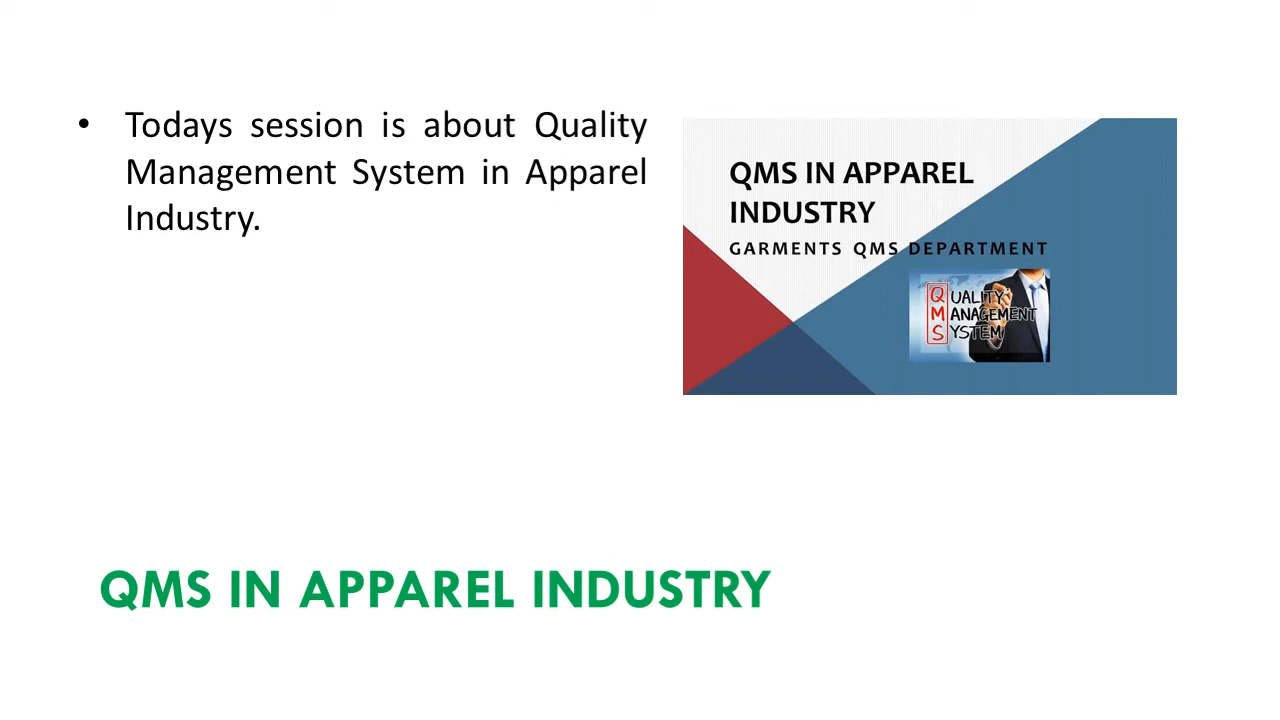 • Todays session is about Quality
Management System in Apparel
Industry.
QMS IN APPAREL
INDUSTRY
GARMENTS QMS DEPARTMENT
QUALITY
MANAGEMENT
SYSTEM
QMS IN APPAREL INDUSTRY